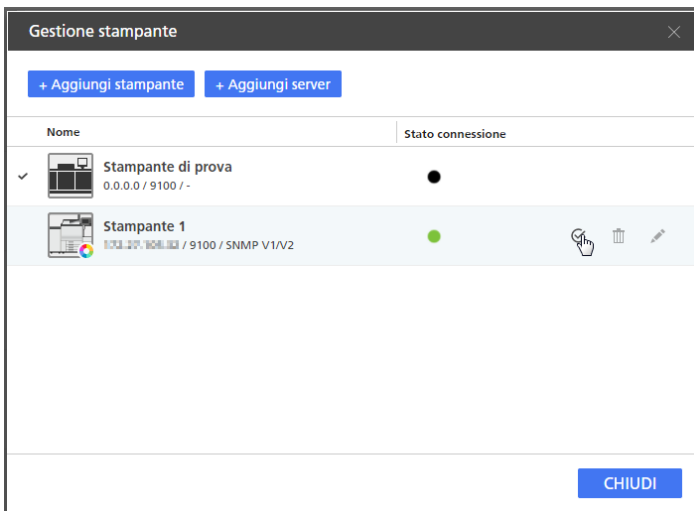 Gestione stampante
+ Aggiungi stampante + Aggiungi server
Nome Stato connessione
Stampante di prova
0.0.0.0 / 9100 / -
Stampante 1
/ 9100 / SNMP V1/V2
CHIUDI